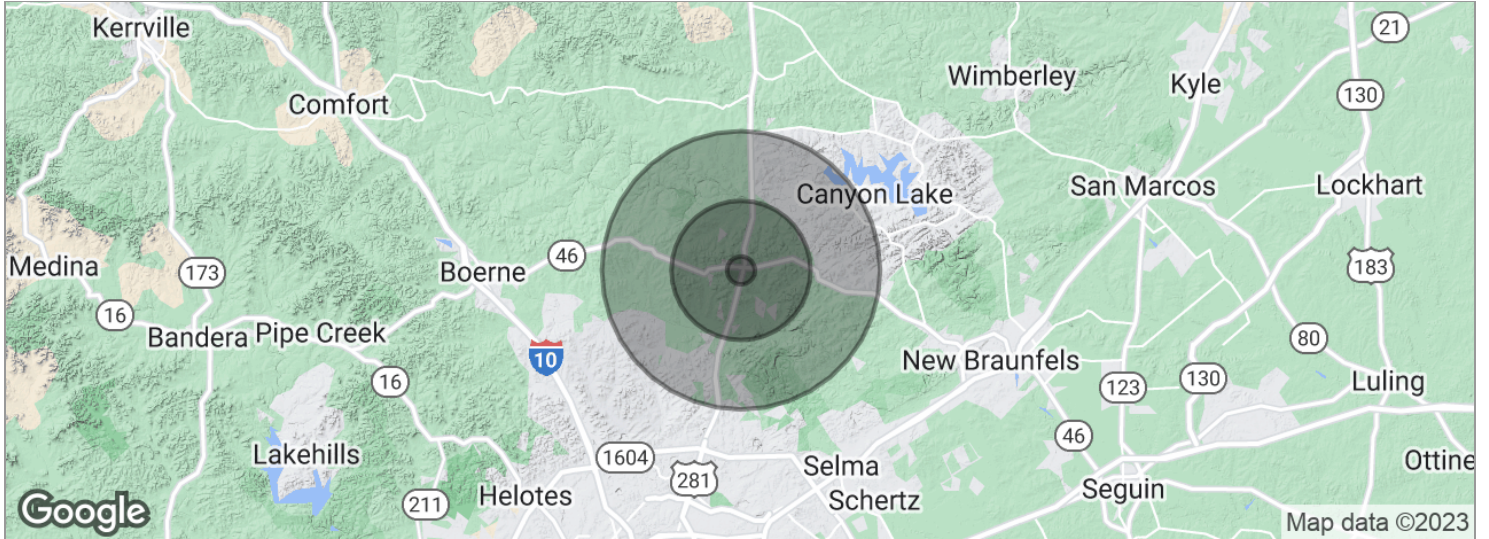 Kerrville
21
Wimberley
Kyle
130
Comfort
Canyon Lake
San Marcos
Lockhart
Medina
173
Boerne
46
183
16
Bandera
Pipe Creek
10
New Braunfels
80
16
123
130
Luling
46
Lakehills
1604
281
Selma
Ottine
211
Helotes
Schertz
Seguin
Google
Map data ©2023